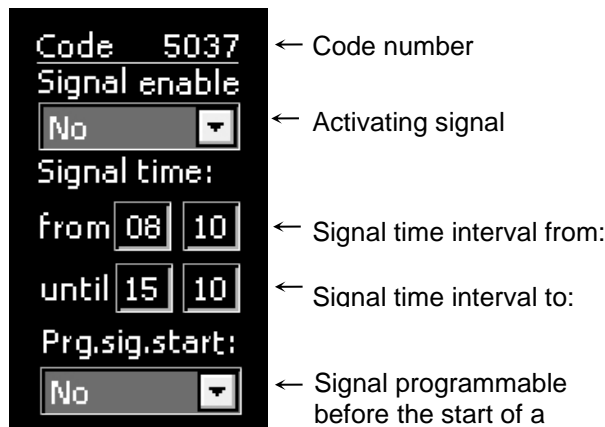 Code 5037 ← Code number
Signal enable
No ← Activating signal
Signal time:
from 08 10 ← Signal time interval from:
until 15 10 ← Signal time interval to:
Prg.sig.start:
No ← Signal programmable
before the start of a